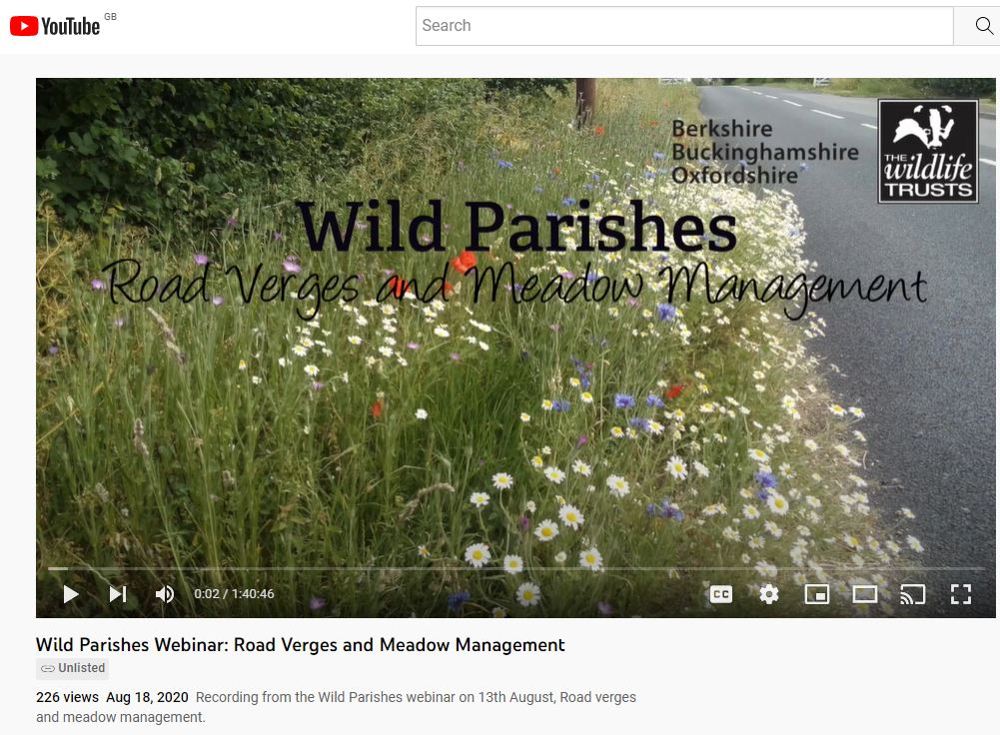 YouTube GB
Search
Berkshire
Buckinghamshire
Oxfordshire
THE
wildlife
TRUSTS
Wild Parishes
Road Verges and Meadow Management
0:02 / 1:40:46
CC
Wild Parishes Webinar: Road Verges and Meadow Management
Unlisted
226 views Aug 18, 2020 Recording from the Wild Parishes webinar on 13th August, Road verges
and meadow management.